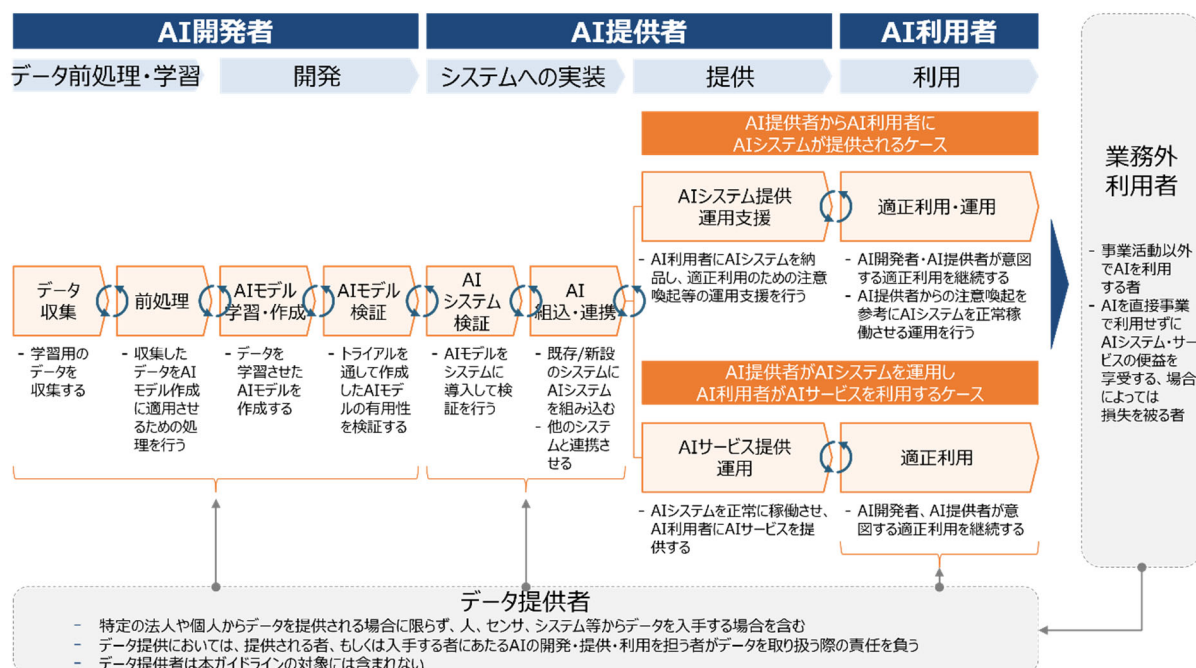 AI開発者
AI提供者
AI利用者
データ前処理・学習
開発
システムへの実装
提供
利用
AI提供者からAI利用者に
AIシステムが提供されるケース
AIシステム提供
運用支援
適正利用・運用
- AI利用者にAIシステムを納
品し、適正利用のための注意
喚起等の運用支援を行う
- AI開発者・AI提供者が意図
する適正利用を継続する
- AI提供者からの注意喚起を
参考にAIシステムを正常稼
働させる運用を行う
データ
収集
前処理
AIモデル
学習・作成
AIモデル
検証
AI
システム
検証
AI
組込・連携
- 学習用の
データを
収集する
- 収集した
データをAI
モデル作成
に適用させ
るための処
理を行う
- データを
学習させた
AIモデルを
作成する
- トライアルを
通して作成
したAIモデ
ルの有用性
を検証する
- AIモデルを
システムに
導入して検
証を行う
- 既存/新設
のシステムに
AIシステム
を組み込む
- 他のシステ
ムと連携さ
せる
AI提供者がAIシステムを運用し
AI利用者がAIサービスを利用するケース
AIサービス提供
運用
適正利用
- AIシステムを正常に稼働させ、
AI利用者にAIサービスを提
供する
- AI開発者、AI提供者が意
図する適正利用を継続する
業務外
利用者
- 事業活動以外
でAIを利用
する者
- AIを直接事業
で利用せずに
AIシステム・サー
ビスの便益を
享受する、場合
によっては
損失を被る者
データ提供者
- 特定の法人や個人からデータを提供される場合に限らず、人、センサ、システム等からデータを入手する場合を含む
- データ提供においては、提供される者、もしくは入手する者にあたるAIの開発・提供・利用を担う者がデータを取り扱う際の責任を負う
- データ提供者は本ガイドラインの対象には含まれない